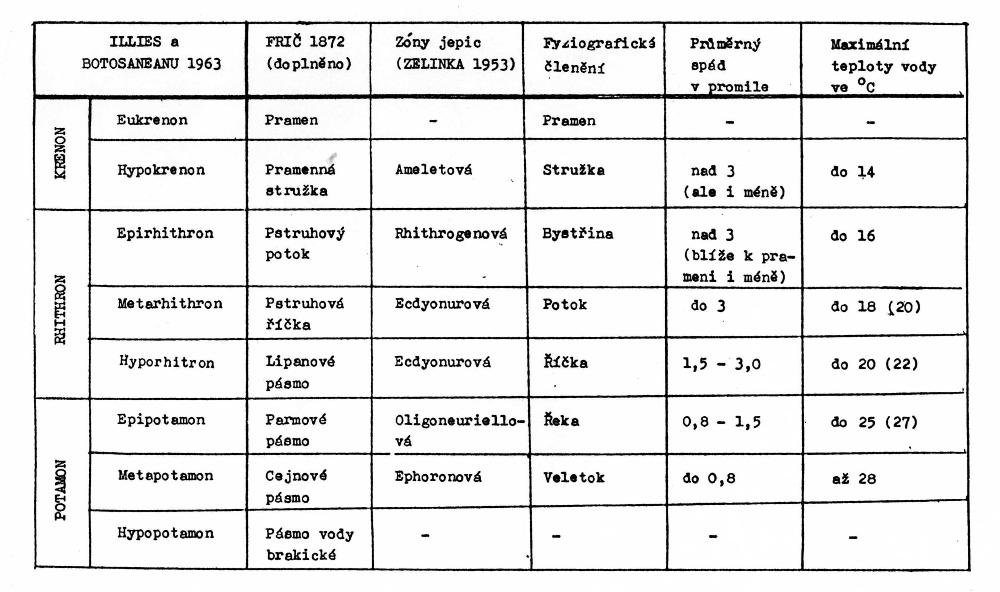 ILLIES a
BOTOSANEANU 1963
FRIČ 1872
(doplněno)
Zóny jepic
(ZELINKA 1953)
Fyziografické
členění
Průměrný
spád
v promile
Maximální
teploty vody
ve °C
KRENON
Eukrenon
Pramen
-
Pramen
-
-
Hypokrenon
Pramenná
stružka
Ameletová
Stružka
nad 3
(ale i méně)
do 14
RHITHRON
Epirhithron
Pstruhový
potok
Rhithrogenová
Bystřina
nad 3
(blíže k pra-
meni i méně)
do 16
Metarhithron
Pstruhová
říčka
Ecdyonurová
Potok
do 3
do 18 (20)
Hyporhitron
Lipanové
pásmo
Ecdyonurová
Říčka
1,5 - 3,0
do 20 (22)
POTAMON
Epipotamon
Parmové
pásmo
Oligoneuriello-
vá
Řeka
0,8 - 1,5
do 25 (27)
Metapotamon
Cejnové
pásmo
Ephoronová
Veletok
do 0,8
až 28
Hypopotamon
Pásmo vody
brakické
-
-
-
-